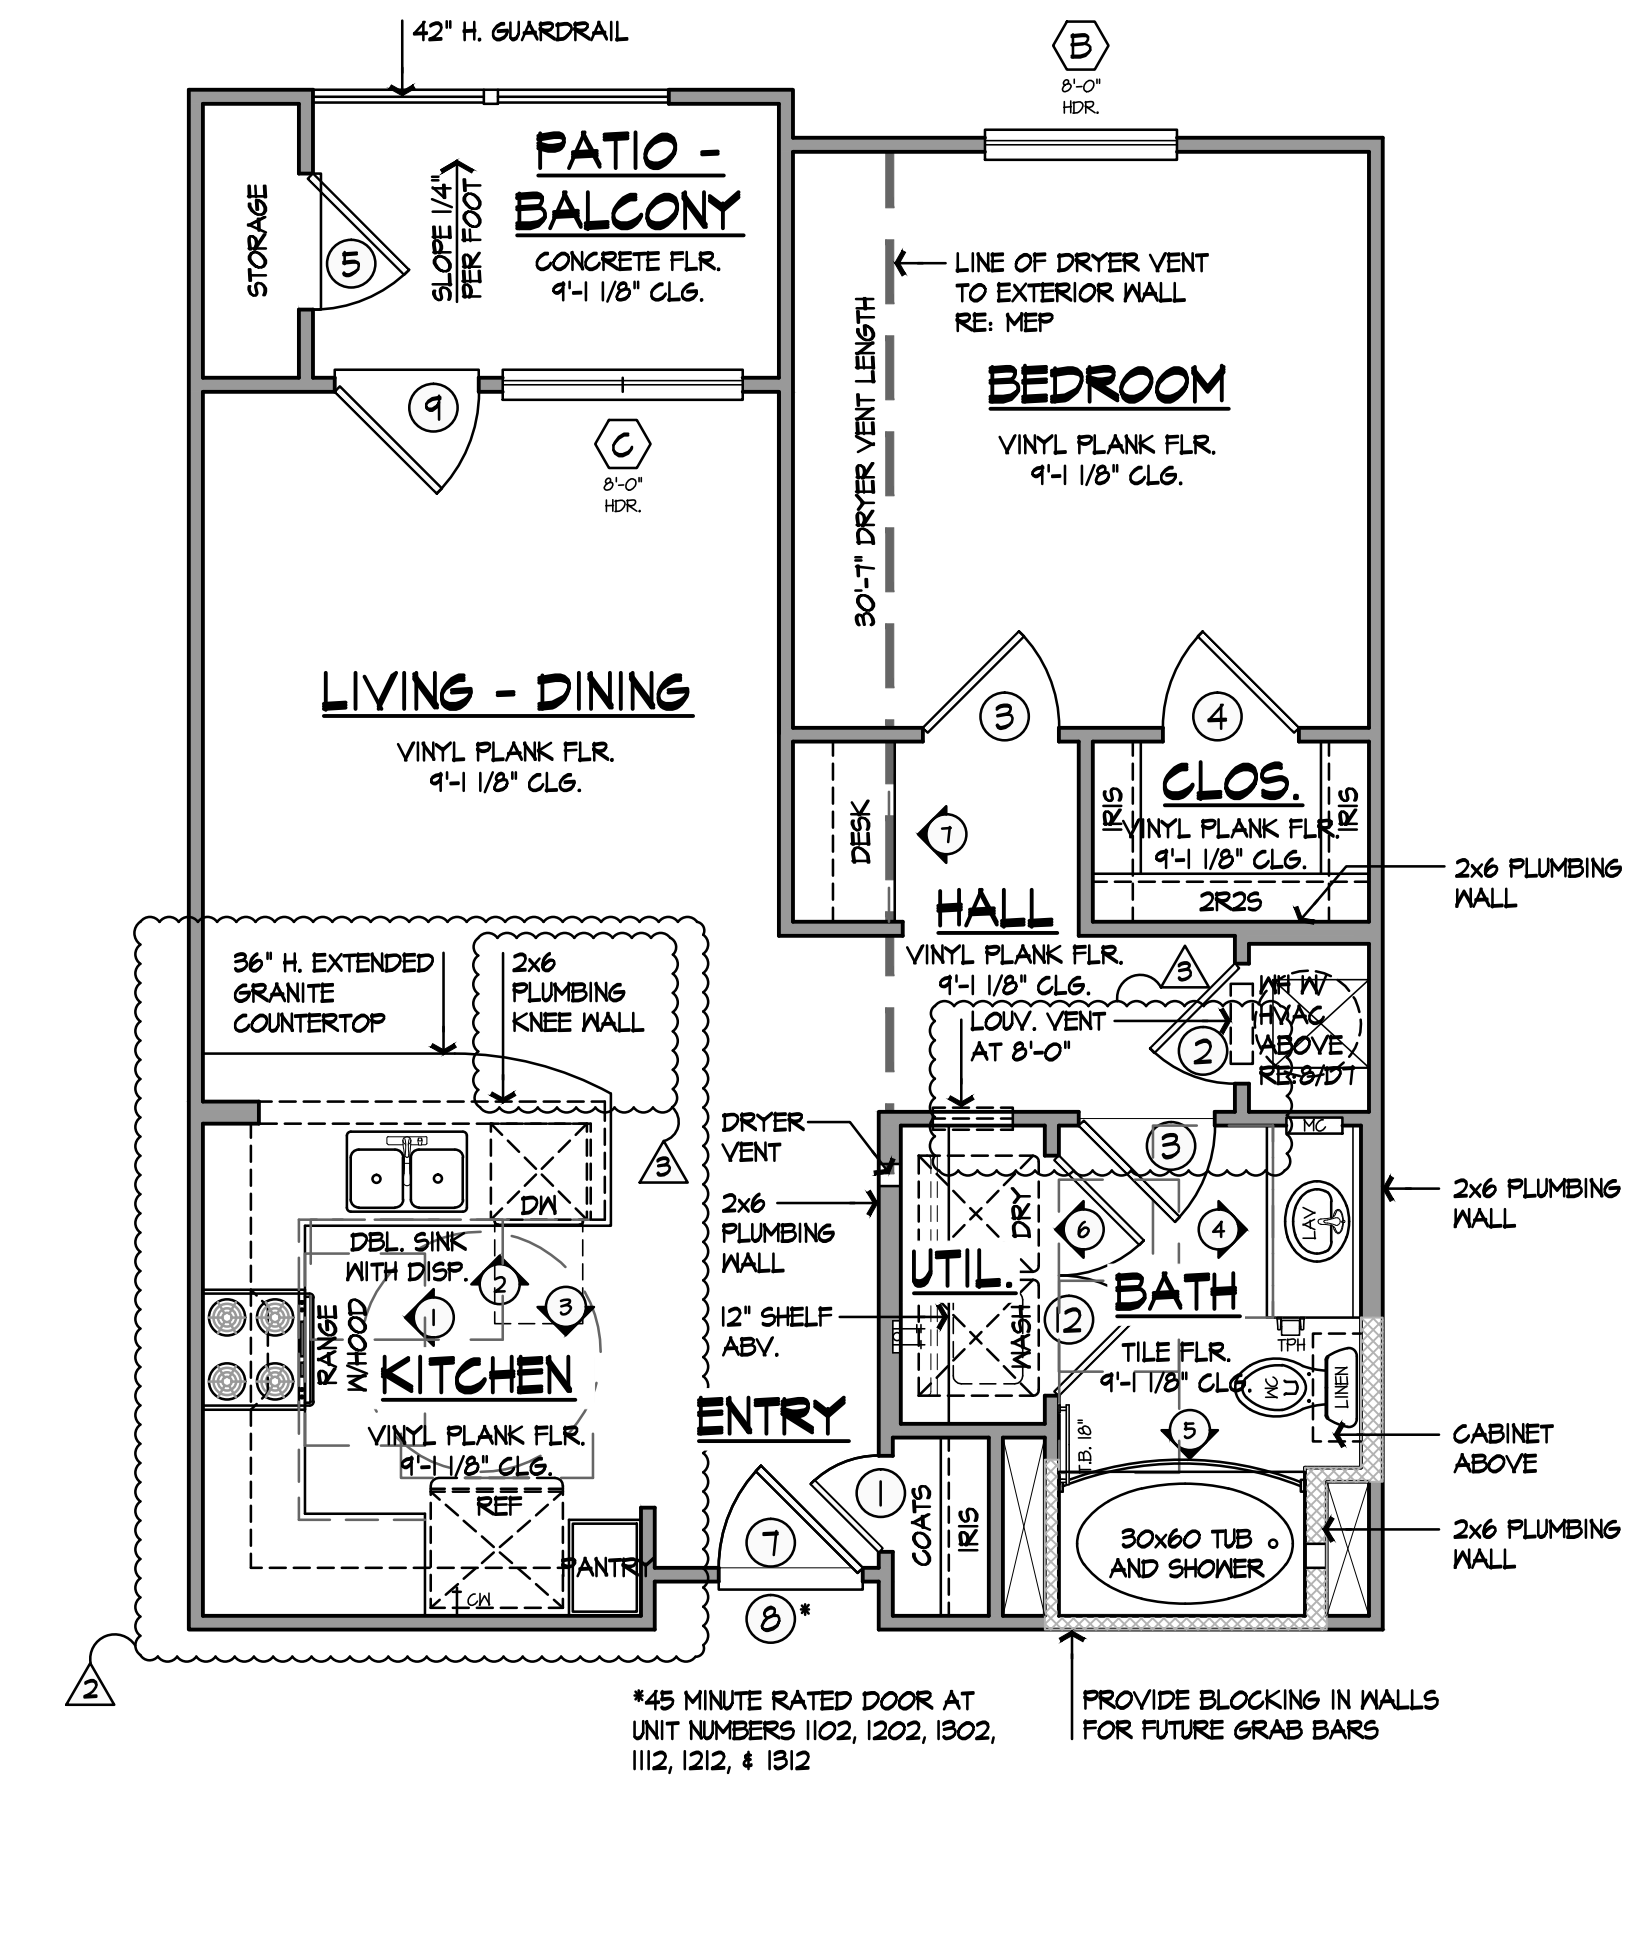 42" H. GUARDRAIL
B
8'-0"
HDR.
PATIO -
BALCONY
CONCRETE FLR.
9'-1 1/8" CLG.
STORAGE
SLOPE 1/4"
PER FOOT
5
9
C
8'-0"
HDR.
LINE OF DRYER VENT
TO EXTERIOR WALL
RE: MEP
30'-7" DRYER VENT LENGTH
BEDROOM
VINYL PLANK FLR.
9'-1 1/8" CLG.
LIVING - DINING
VINYL PLANK FLR.
9'-1 1/8" CLG.
3
4
DESK
7
CLOS.
VINYL PLANK FLR.
9'-1 1/8" CLG.
1R1S
1R1S
2R2S
2x6 PLUMBING
WALL
HALL
VINYL PLANK FLR.
9'-1 1/8" CLG.
3
LOUV. VENT
AT 8'-0"
2
WH W/
HVAC
ABOVE
RE:8/D7
36" H. EXTENDED
GRANITE
COUNTERTOP
2x6
PLUMBING
KNEE WALL
3
DRYER
VENT
2x6
PLUMBING
WALL
12" SHELF
ABV.
DW
DBL. SINK
WITH DISP.
1
2
3
RANGE
W/HOOD
KITCHEN
VINYL PLANK FLR.
9'-1 1/8" CLG.
REF
CW
PANTRY
ENTRY
UTIL.
DRY
WASH
3
6
4
12
MC
LAV
2x6 PLUMBING
WALL
BATH
TILE FLR.
9'-1 1/8" CLG.
TPH
WC
LINEN
5
T.B. 18"
CABINET
ABOVE
1
7
8
*
COATS
1R1S
30x60 TUB
AND SHOWER
2x6 PLUMBING
WALL
2
*45 MINUTE RATED DOOR AT
UNIT NUMBERS 1102, 1202, 1302,
1112, 1212, & 1312
PROVIDE BLOCKING IN WALLS
FOR FUTURE GRAB BARS